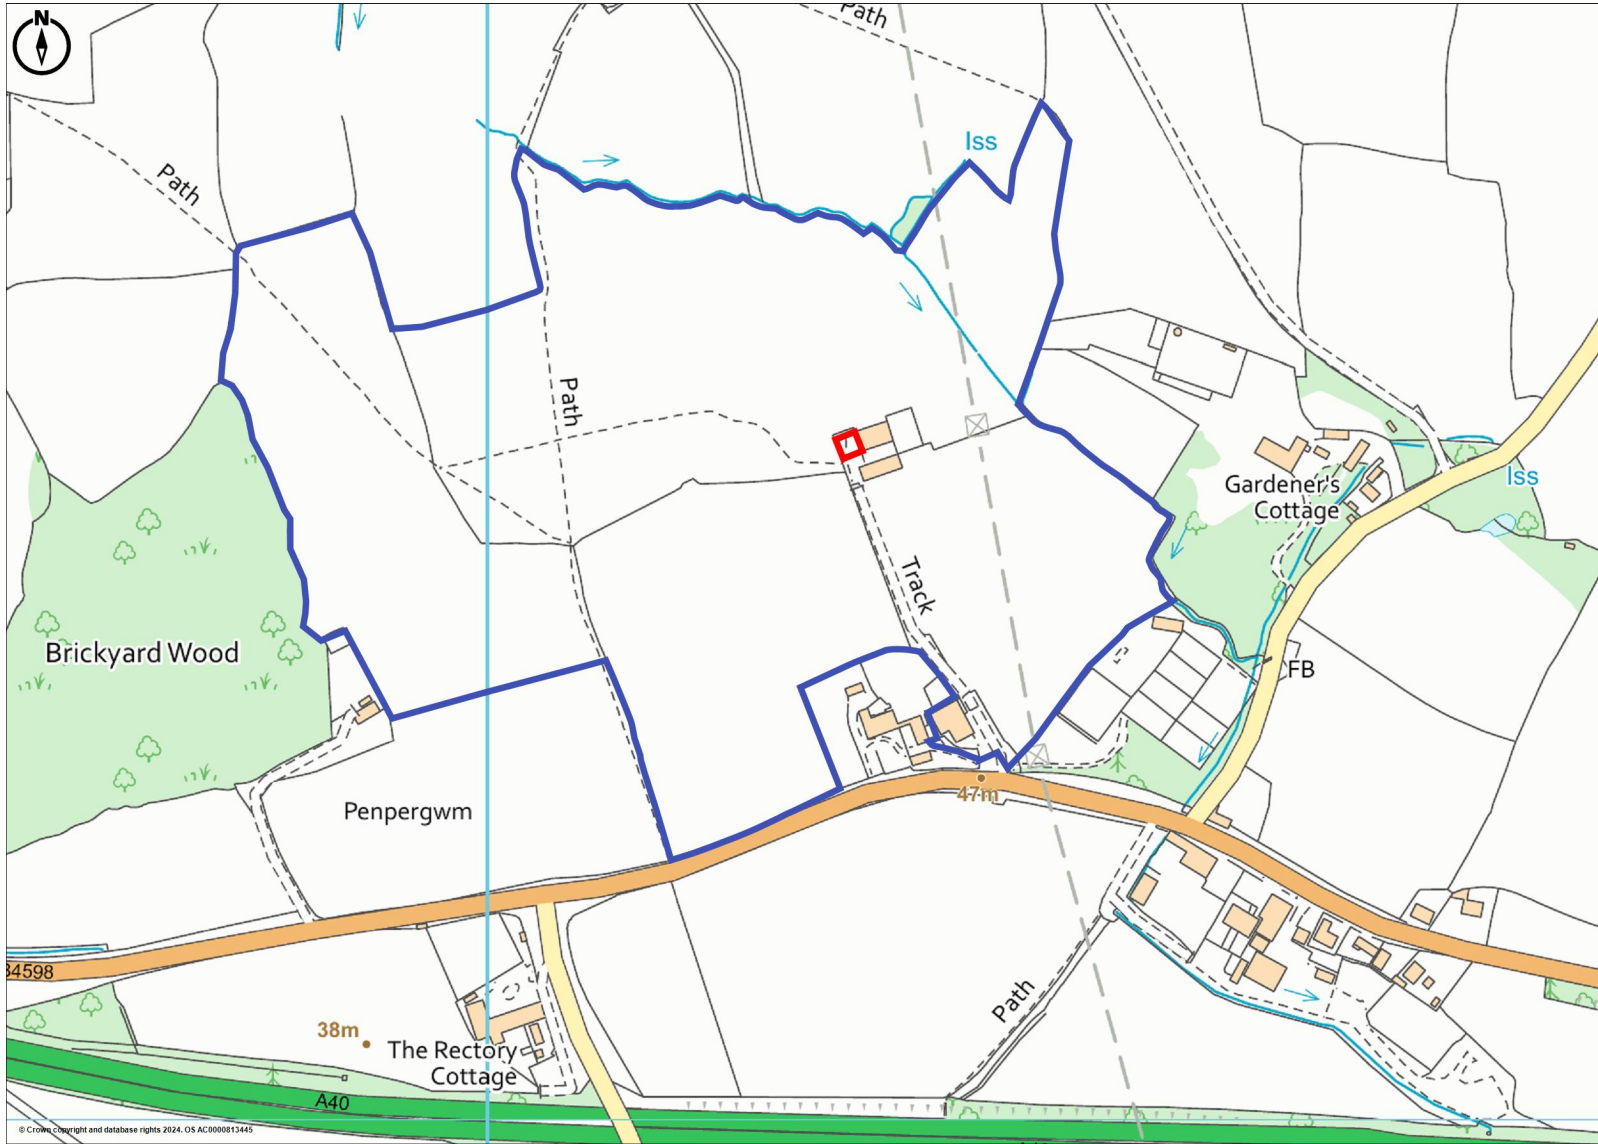 N
Path
Iss
Path
Path
Gardener's
Cottage
Iss
Track
Brickyard Wood
FB
47m
Penpergwm
Path
38m
The Rectory
Cottage
A40
© Crown copyright and database rights 2024. OS AC0000813445